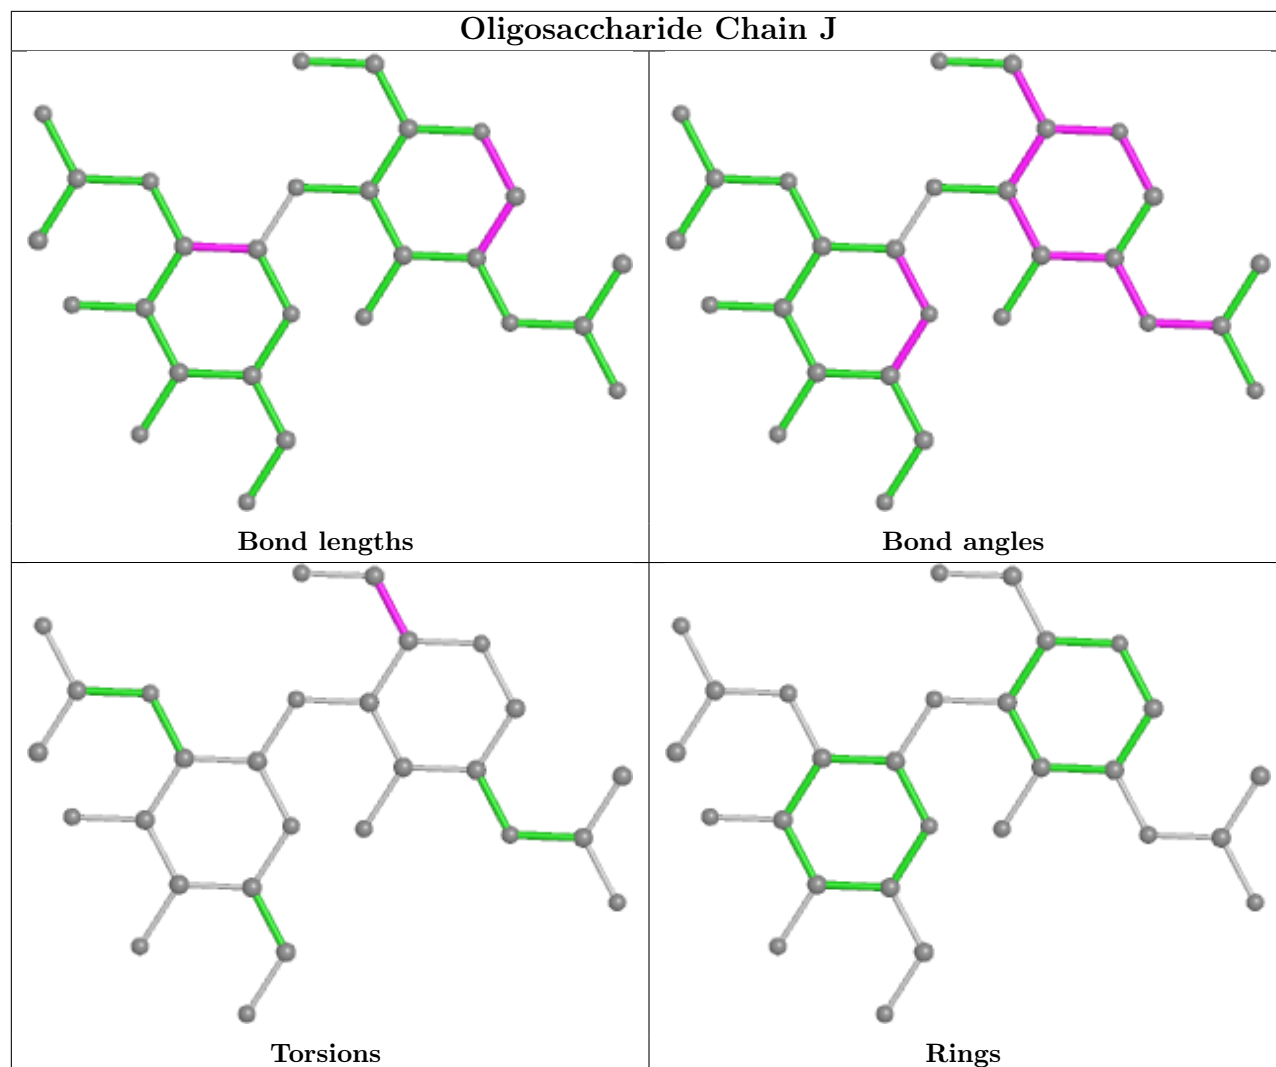 Oligosaccharide Chain J
Bond lengths
Bond angles
Torsions
Rings